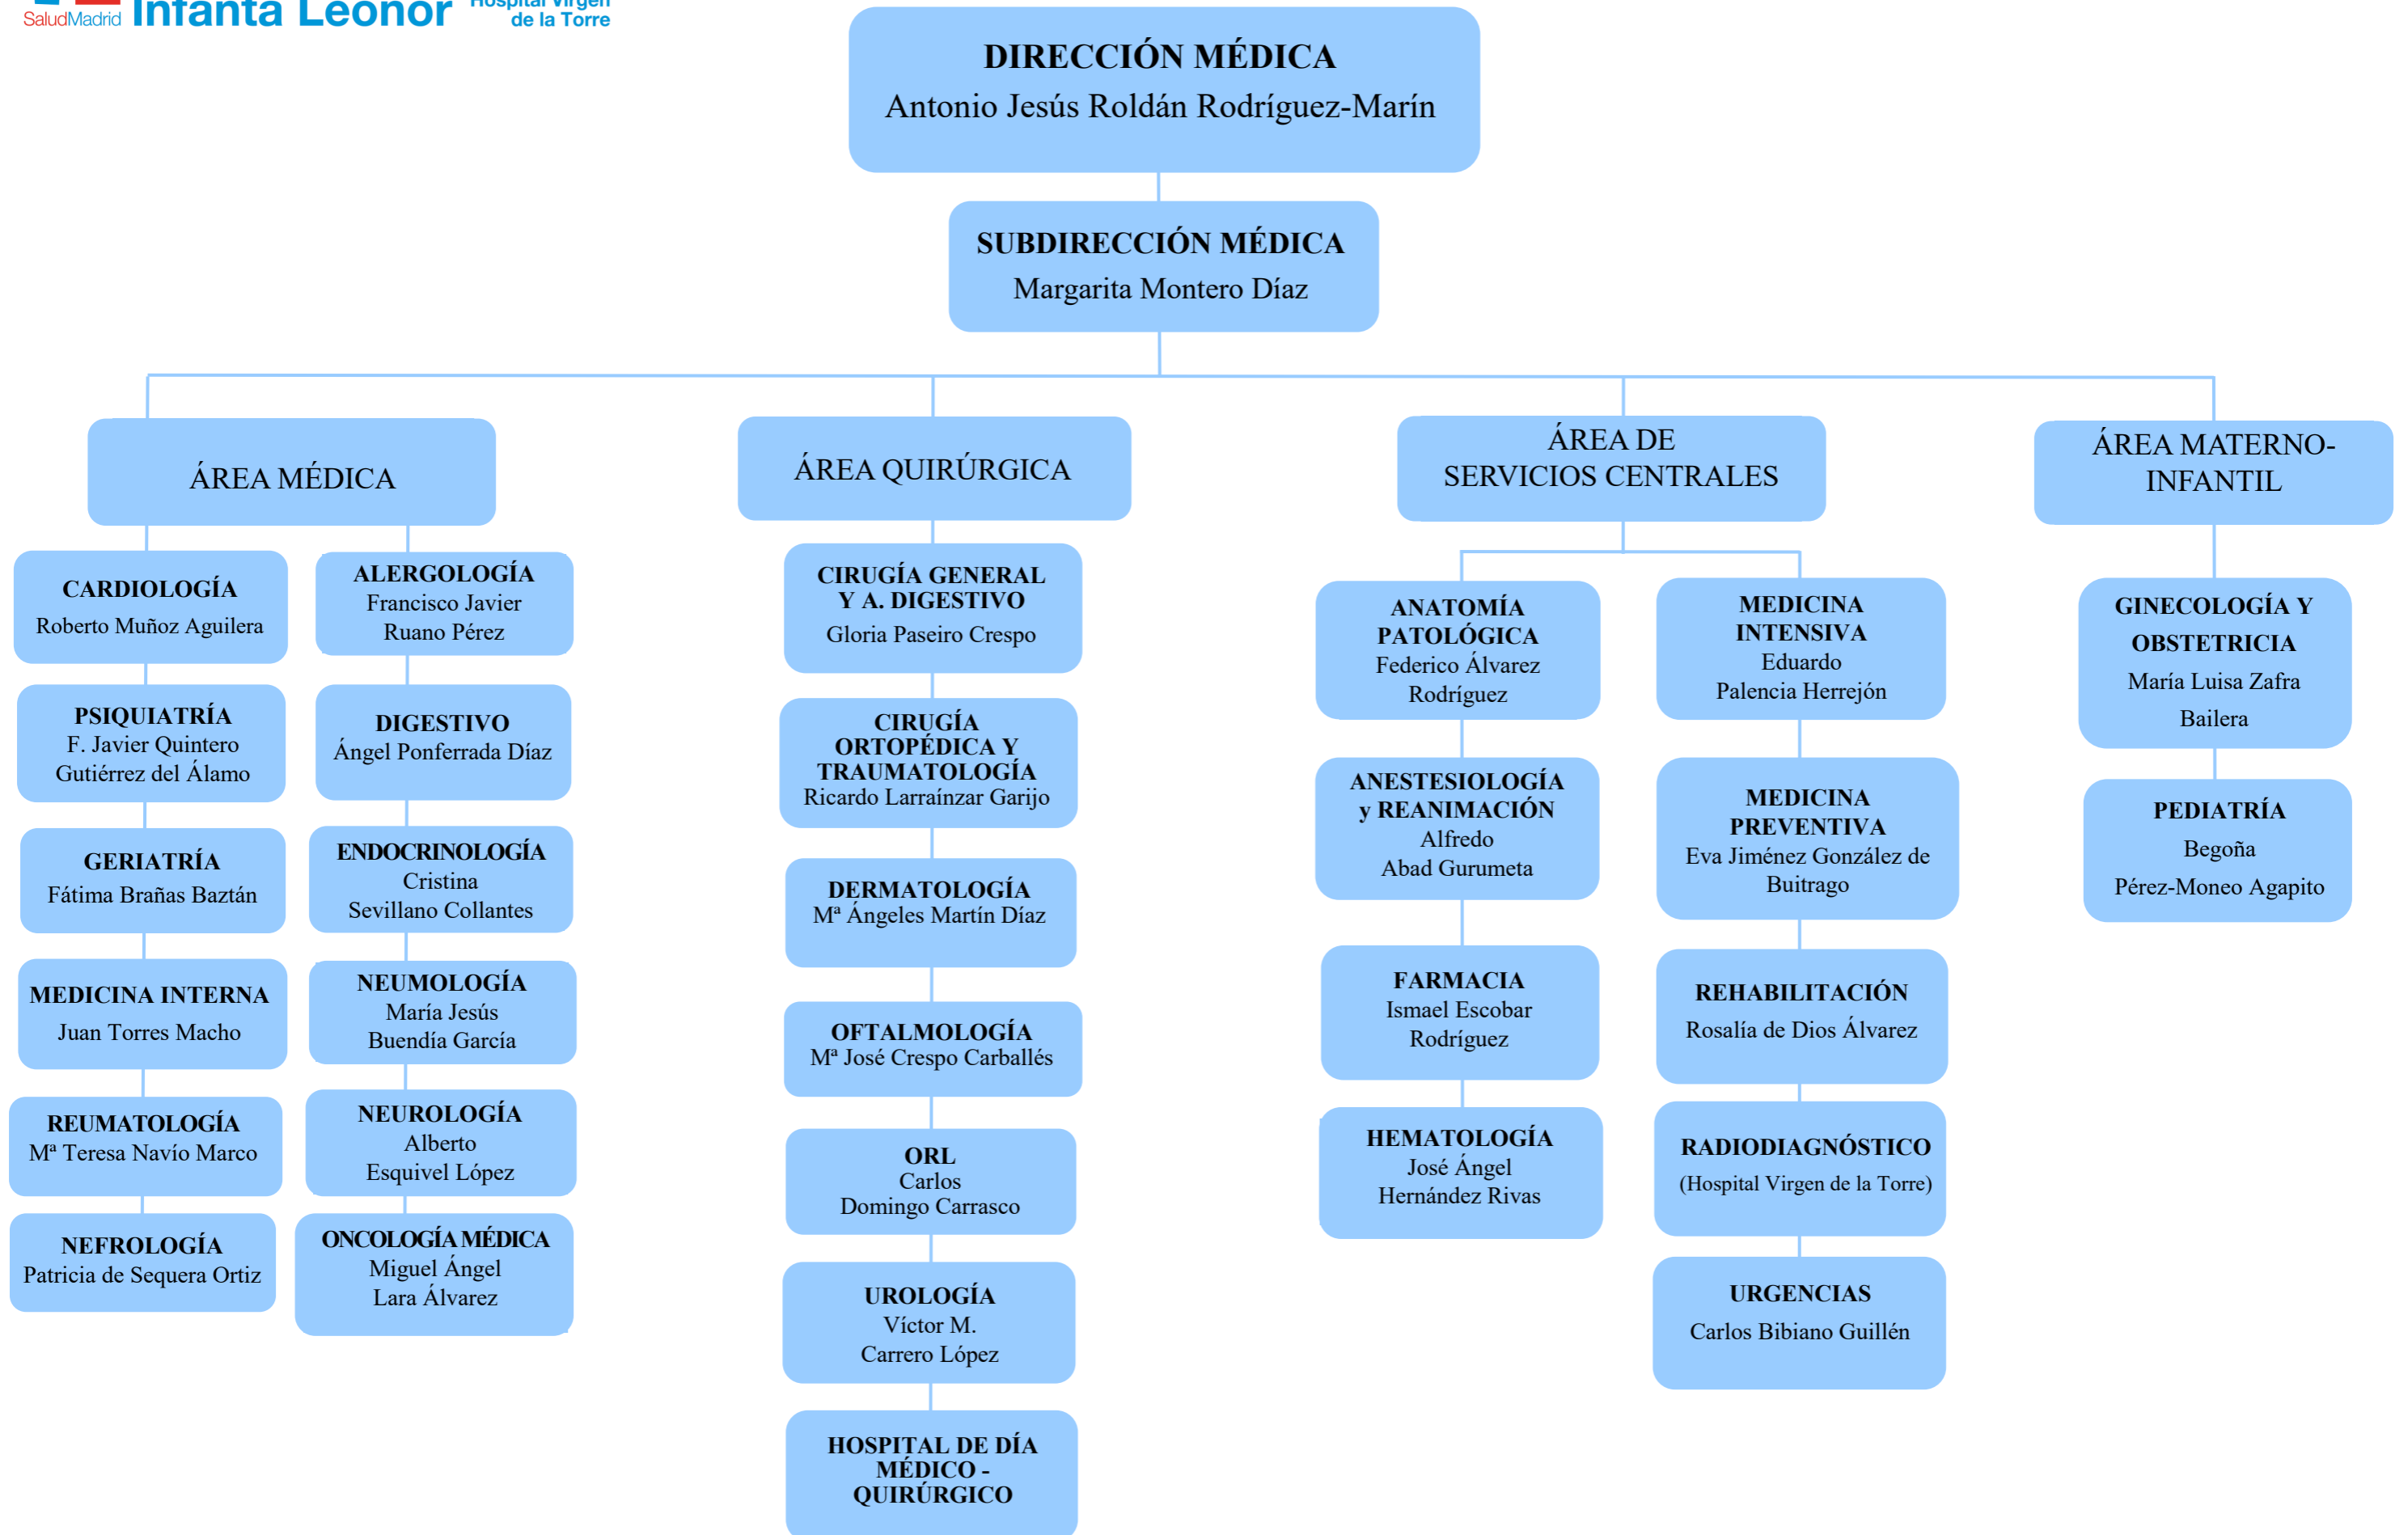 SaludMadrid
Infanta Leonor
Hospital Virgen
de la Torre
DIRECCIÓN MÉDICA
Antonio Jesús Roldán Rodríguez-Marín
SUBDIRECCIÓN MÉDICA
Margarita Montero Díaz
ÁREA MÉDICA
CARDIOLOGÍA
Roberto Muñoz Aguilera
PSIQUIATRÍA
F. Javier Quintero
Gutiérrez del Álamo
GERIATRÍA
Fátima Brañas Baztán
MEDICINA INTERNA
Juan Torres Macho
REUMATOLOGÍA
Mª Teresa Navío Marco
NEFROLOGÍA
Patricia de Sequera Ortiz
ALERGOLOGÍA
Francisco Javier
Ruano Pérez
DIGESTIVO
Ángel Ponferrada Díaz
ENDOCRINOLOGÍA
Cristina
Sevillano Collantes
NEUMOLOGÍA
María Jesús
Buendía García
NEUROLOGÍA
Alberto
Esquivel López
ONCOLOGÍA MÉDICA
Miguel Ángel
Lara Álvarez
ÁREA QUIRÚRGICA
CIRUGÍA GENERAL
Y A. DIGESTIVO
Gloria Paseiro Crespo
CIRUGÍA
ORTOPÉDICA Y
TRAUMATOLOGÍA
Ricardo Larraínzar Garijo
DERMATOLOGÍA
Mª Ángeles Martín Díaz
OFTALMOLOGÍA
Mª José Crespo Carballés
ORL
Carlos
Domingo Carrasco
UROLOGÍA
Víctor M.
Carrero López
HOSPITAL DE DÍA
MÉDICO -
QUIRÚRGICO
ÁREA DE
SERVICIOS CENTRALES
ANATOMÍA
PATOLÓGICA
Federico Álvarez
Rodríguez
ANESTESIOLOGÍA
y REANIMACIÓN
Alfredo
Abad Gurumeta
FARMACIA
Ismael Escobar
Rodríguez
HEMATOLOGÍA
José Ángel
Hernández Rivas
MEDICINA
INTENSIVA
Eduardo
Palencia Herrejón
MEDICINA
PREVENTIVA
Eva Jiménez González de
Buitrago
REHABILITACIÓN
Rosalía de Dios Álvarez
RADIODIAGNÓSTICO
(Hospital Virgen de la Torre)
URGENCIAS
Carlos Bibiano Guillén
ÁREA MATERNO-
INFANTIL
GINECOLOGÍA Y
OBSTETRICIA
María Luisa Zafra
Bailera
PEDIATRÍA
Begoña
Pérez-Moneo Agapito